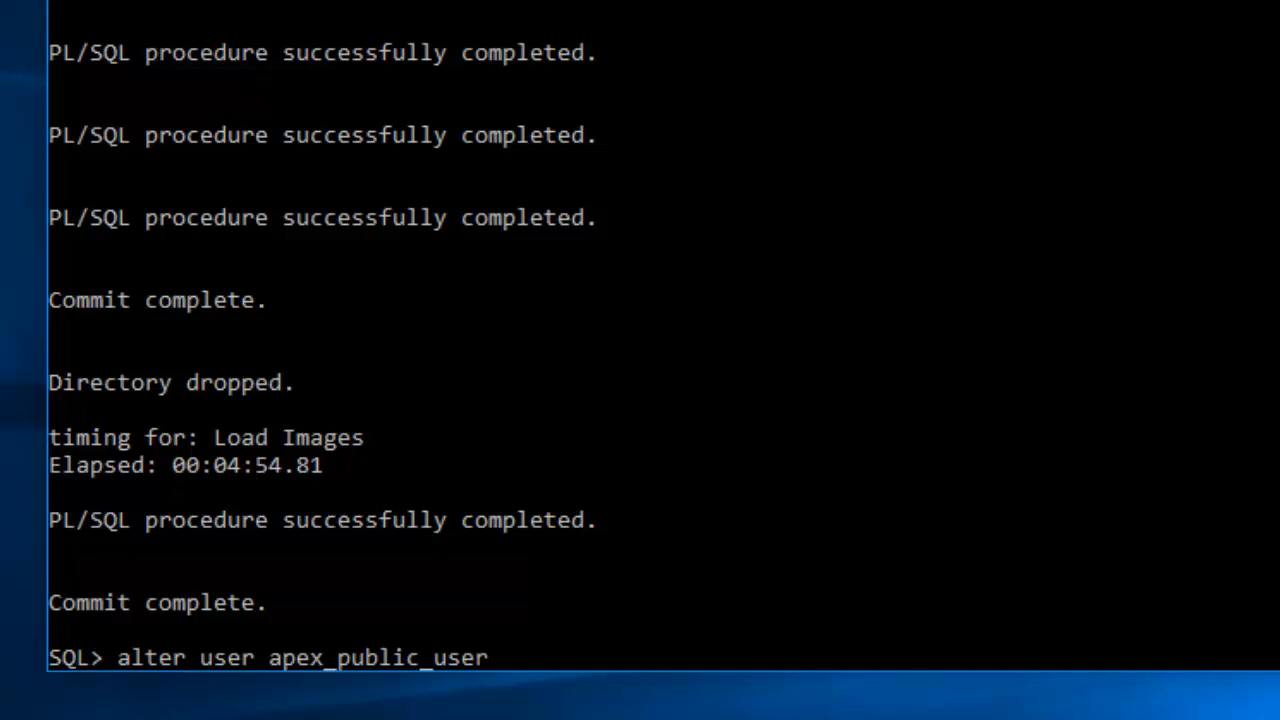 PL/SQL procedure successfully completed.
PL/SQL procedure successfully completed.
PL/SQL procedure successfully completed.
Commit complete.
Directory dropped.
timing for: Load Images
Elapsed: 00:04:54.81
PL/SQL procedure successfully completed.
Commit complete.
SQL> alter user apex_public_user